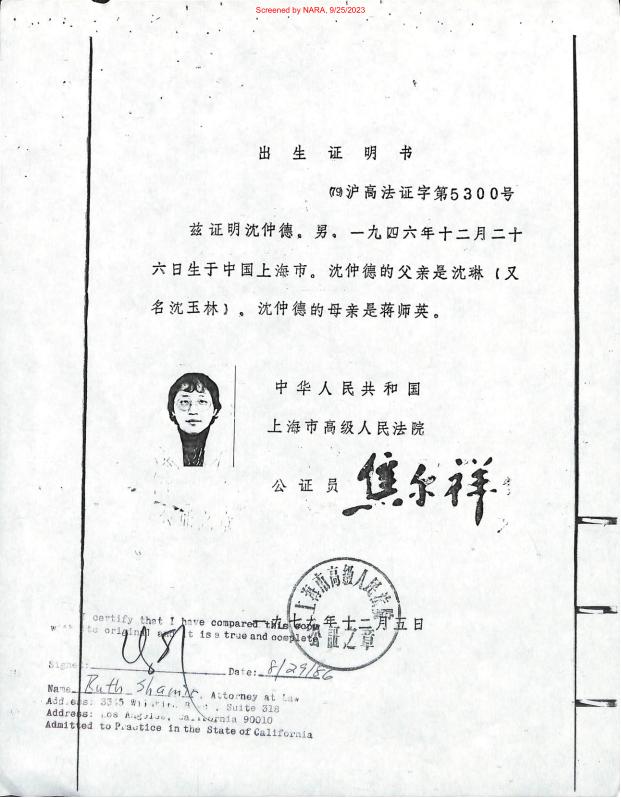 Screened by NARA, 9/25/2023
出生证明书
(79)沪高法证字第5300号
兹证明沈仲德。男。一九四六年十二月二十
六日生于中国上海市。沈仲德的父亲是沈琳（又
名沈玉林）。沈仲德的母亲是蒋师英。
中华人民共和国
上海市高级人民法院
公证员 焦尔祥
上海市高级人民法院
公证之章
一九七九年十二月五日
I certify that I have compared this copy
to original and it is a true and complete
Signed: Date: 8/29/86
Name Ruth Shamir, Attorney at Law
Address: 3345 Suite 318
Address: Los Angeles, California 90010
Admitted to Practice in the State of California